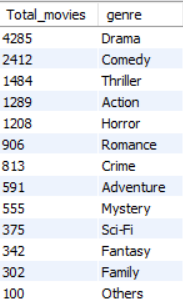 Total_movies genre
4285 Drama
2412 Comedy
1484 Thriller
1289 Action
1208 Horror
906 Romance
813 Crime
591 Adventure
555 Mystery
375 Sci-Fi
342 Fantasy
302 Family
100 Others